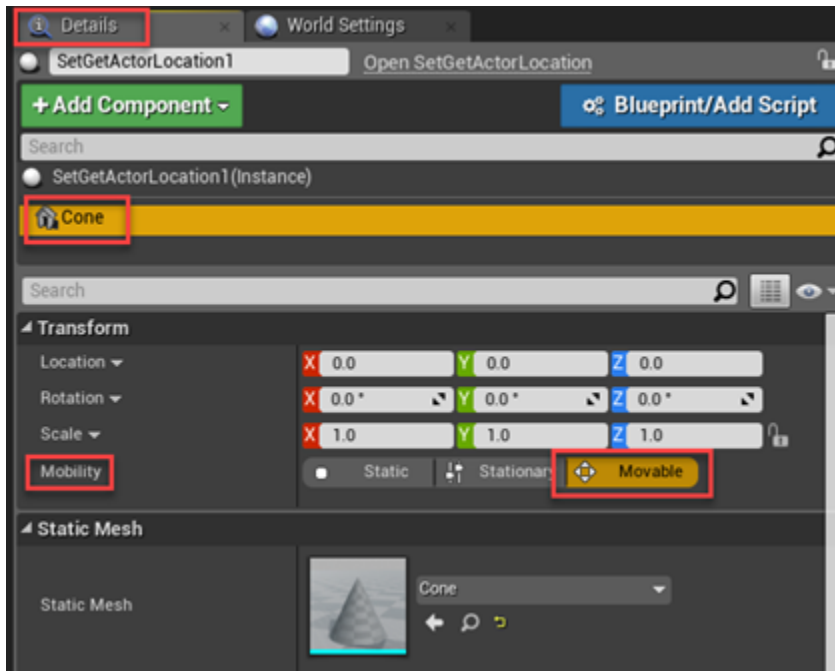 Details World Settings
SetGetActorLocation1 Open SetGetActorLocation
+Add Component Blueprint/Add Script
Search
SetGetActorLocation1(Instance)
Cone
Search
Transform
Location X 0.0 Y 0.0 Z 0.0
Rotation X 0.0 ° Y 0.0 ° Z 0.0 °
Scale X 1.0 Y 1.0 Z 1.0
Mobility Static Stationary Movable
Static Mesh
Cone
Static Mesh